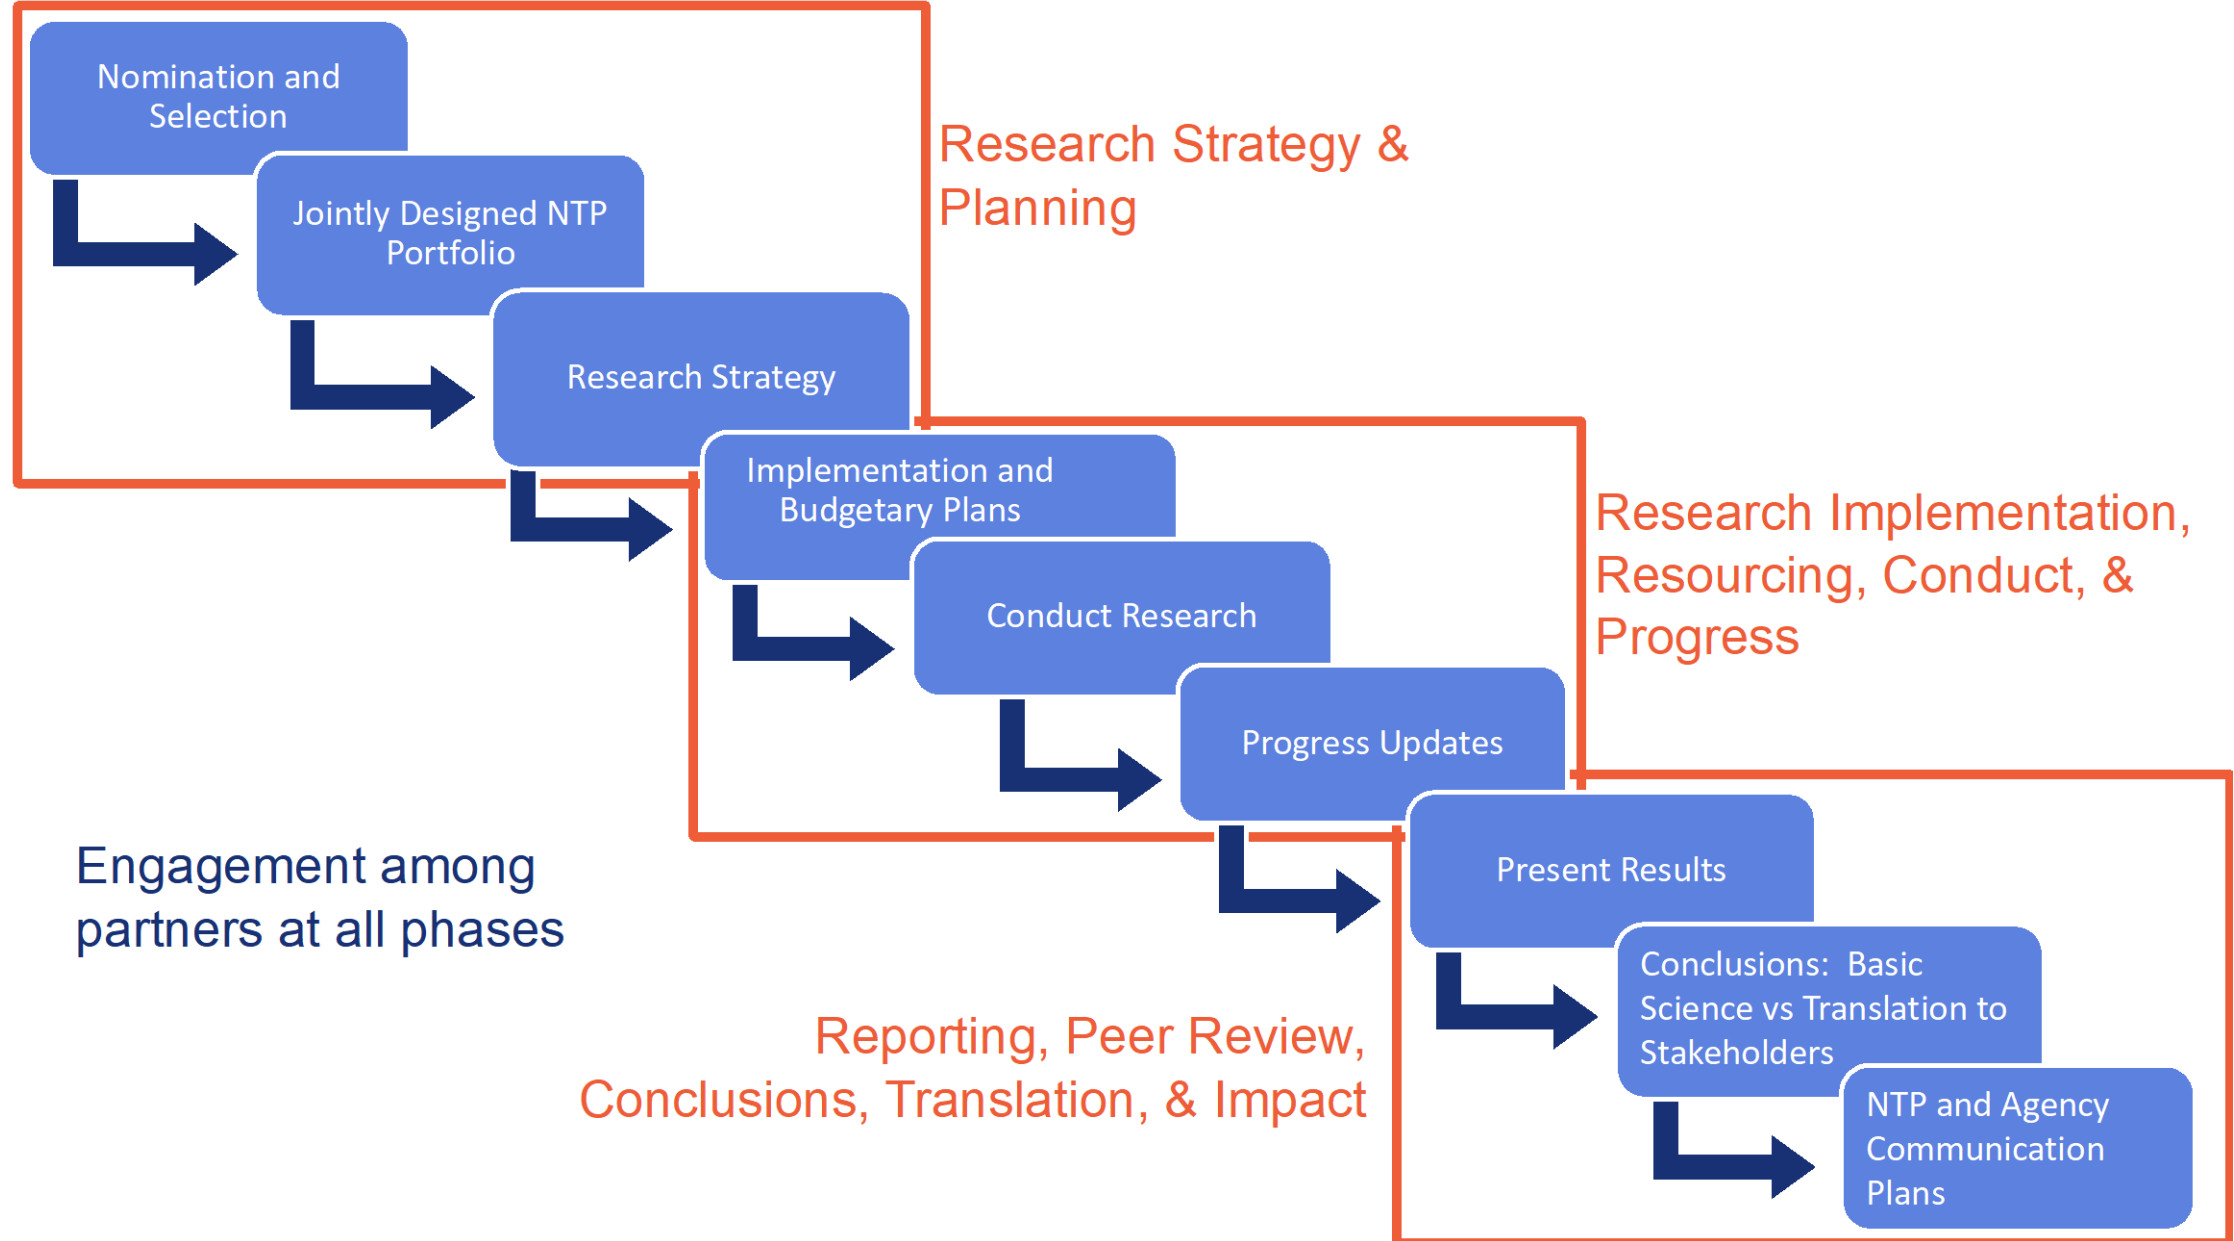 Nomination and
Selection
Jointly Designed NTP
Portfolio
Research Strategy
Research Strategy &
Planning
Implementation and
Budgetary Plans
Conduct Research
Progress Updates
Research Implementation,
Resourcing, Conduct, &
Progress
Engagement among
partners at all phases
Present Results
Conclusions:  Basic
Science vs Translation to
Stakeholders
NTP and Agency
Communication
Plans
Reporting, Peer Review,
Conclusions, Translation, & Impact